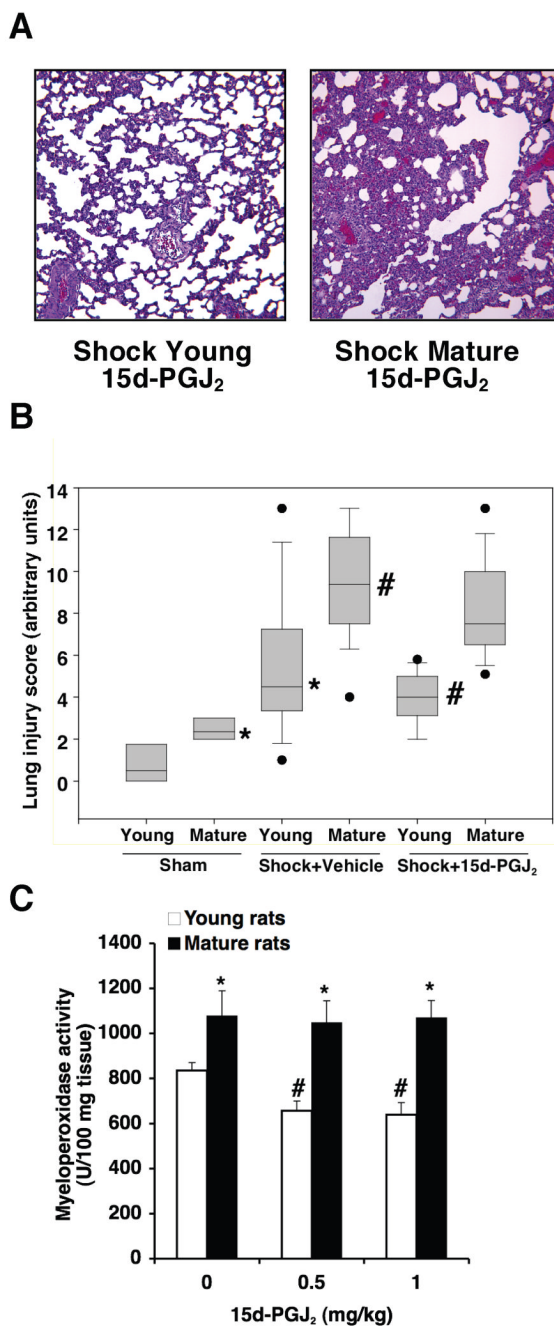 A
Shock Young
15d-PGJ₂
Shock Mature
15d-PGJ₂
B
Lung injury score (arbitrary units)
14
12
10
8
6
4
2
0
*
*
#
#
Young Mature Young Mature Young Mature
Sham Shock+Vehicle Shock+15d-PGJ₂
C
Young rats
Mature rats
Myeloperoxidase activity
(U/100 mg tissue)
1400
1200
1000
800
600
400
200
0
*
#
*
#
*
0 0.5 1
15d-PGJ₂ (mg/kg)